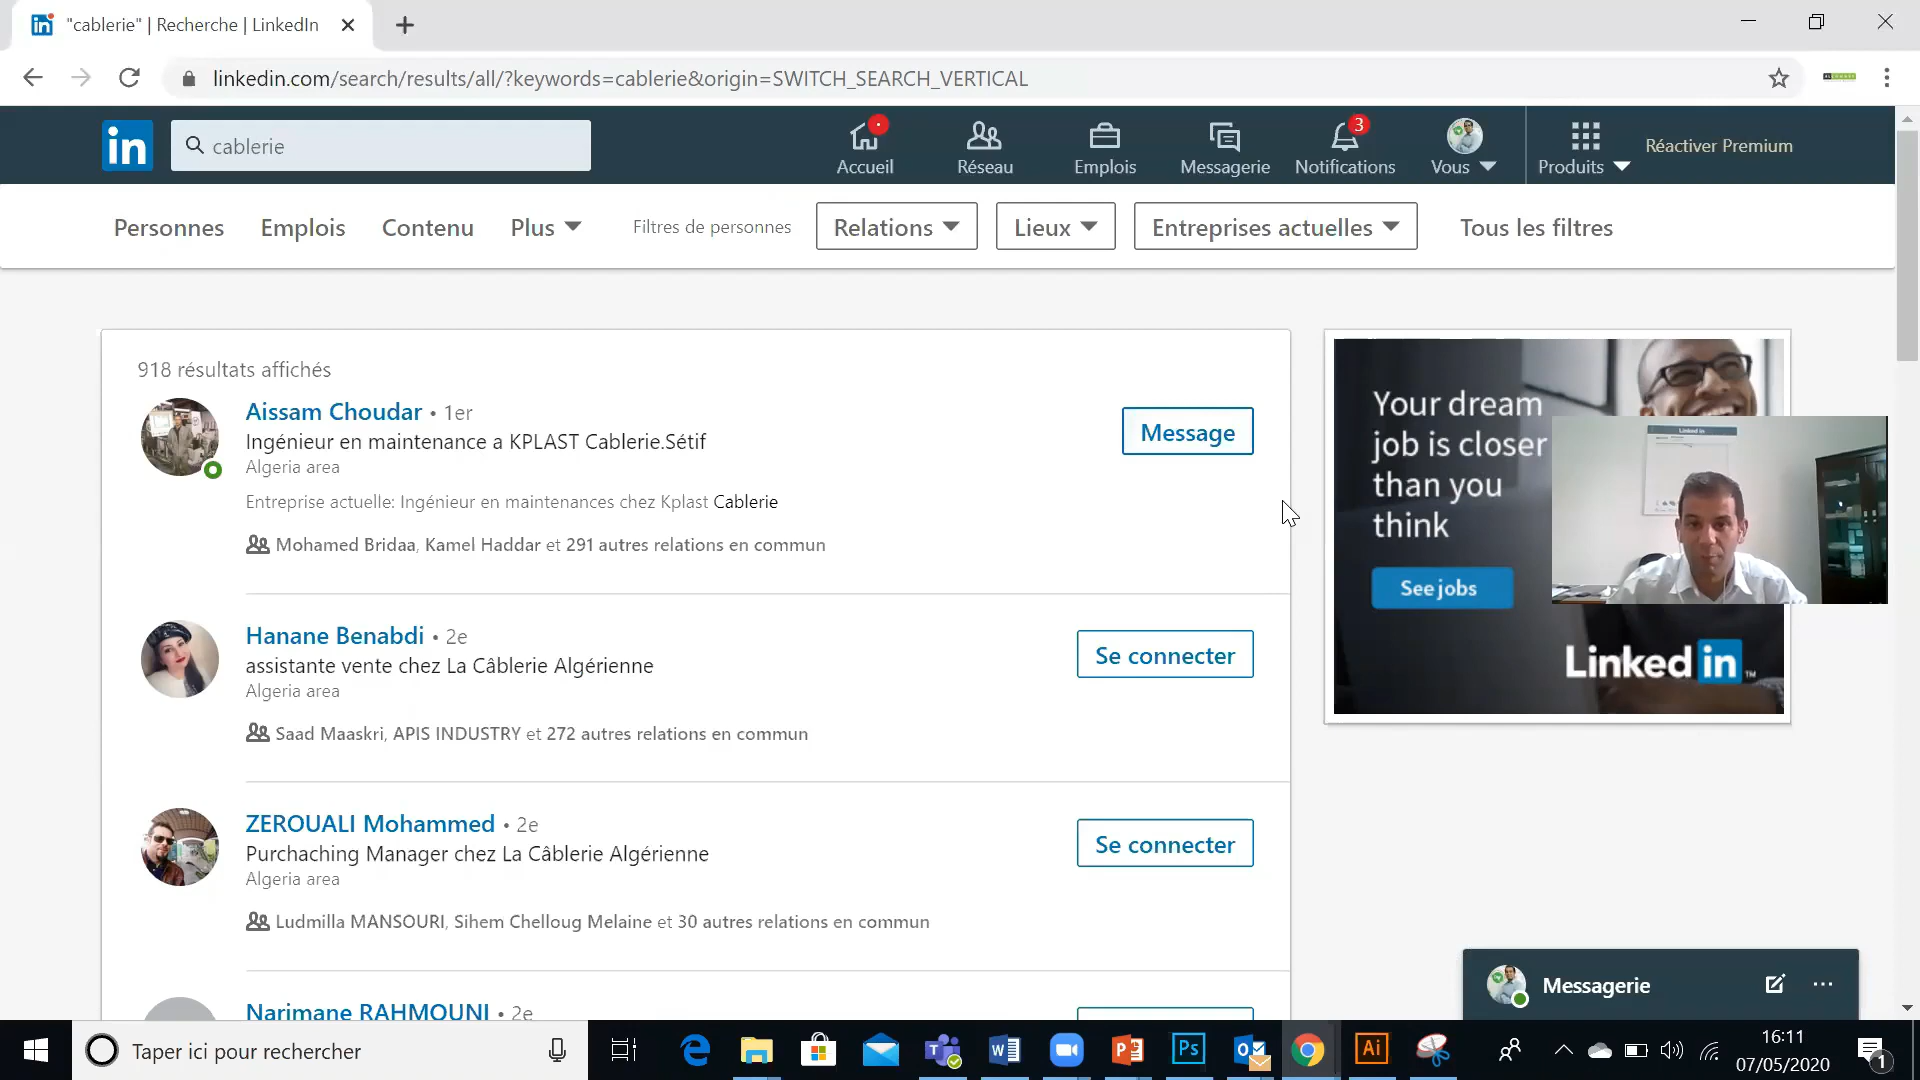 "cablerie" | Recherche | LinkedIn
linkedin.com/search/results/all/?keywords=cablerie&origin=SWITCH_SEARCH_VERTICAL
in
cablerie
Accueil
Réseau
Emplois
Messagerie
3
Notifications
Vous
Produits
Réactiver Premium
Personnes
Emplois
Contenu
Plus
Filtres de personnes
Relations
Lieux
Entreprises actuelles
Tous les filtres
918 résultats affichés
Aissam Choudar • 1er
Ingénieur en maintenance a KPLAST Cablerie.Sétif
Algeria area
Entreprise actuelle: Ingénieur en maintenances chez Kplast Cablerie
Mohamed Bridaa, Kamel Haddar et 291 autres relations en commun
Message
Hanane Benabdi • 2e
assistante vente chez La Câblerie Algérienne
Algeria area
Saad Maaskri, APIS INDUSTRY et 272 autres relations en commun
Se connecter
ZEROUALI Mohammed • 2e
Purchaching Manager chez La Câblerie Algérienne
Algeria area
Ludmilla MANSOURI, Sihem Chelloug Melaine et 30 autres relations en commun
Se connecter
Narimane RAHMOUNI • 2e
Your dream
job is closer
than you
think
See jobs
Linked in
Linked in
Messagerie
Taper ici pour rechercher
Ps
Ai
16:11
07/05/2020
1